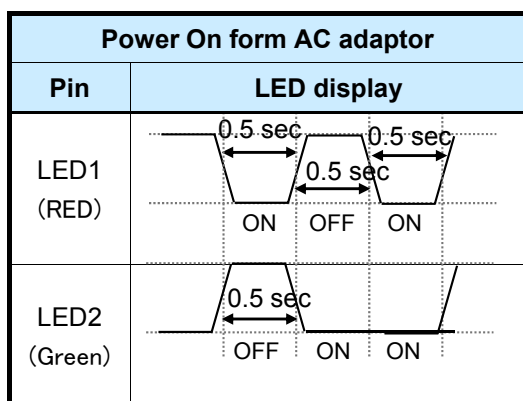 Power On form AC adaptor
Pin LED display
0.5 sec 0.5 sec
LED1
0.5 sec
(RED)
ON OFF ON
0.5 sec
LED2
(Green)
OFF ON ON